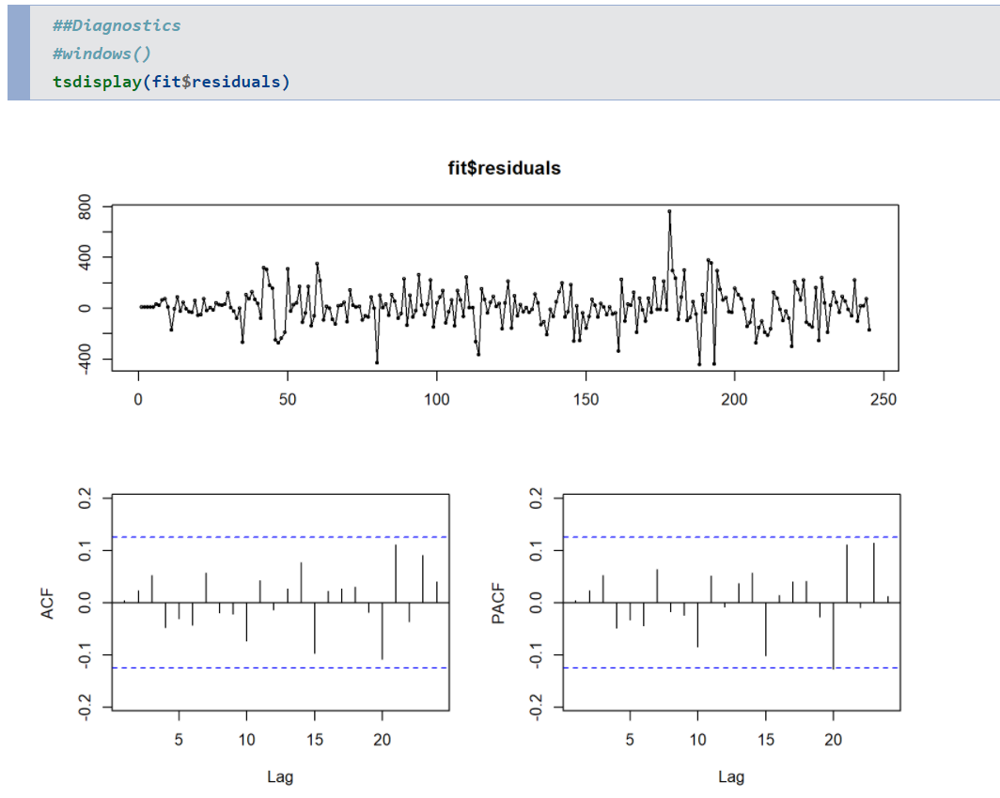 ##Diagnostics
#windows()
tsdisplay(fit$residuals)
fit$residuals
800
400
0
-400
0 50 100 150 200 250
0.2
0.1
0.0
-0.1
-0.2
ACF
5 10 15 20
Lag
0.2
0.1
0.0
-0.1
-0.2
PACF
5 10 15 20
Lag